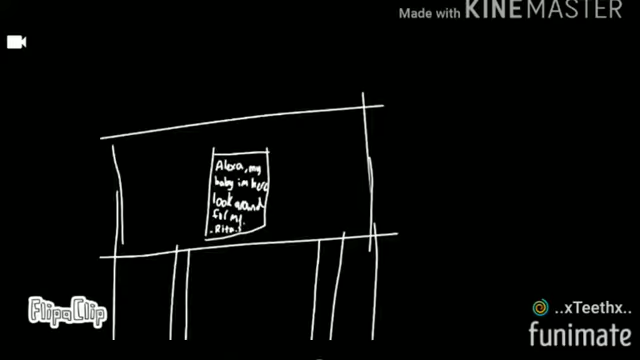 Made with KINEMASTER
Alexa, my
baby im here
look around
for my
.Rita.
FlipaClip
..xTeethx..
funimate